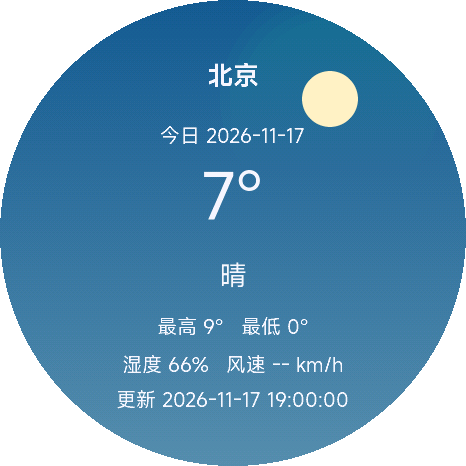 北京
今日 2026-11-17
7°
晴
最高 9° 最低 0°
湿度 66% 风速 -- km/h
更新 2026-11-17 19:00:00